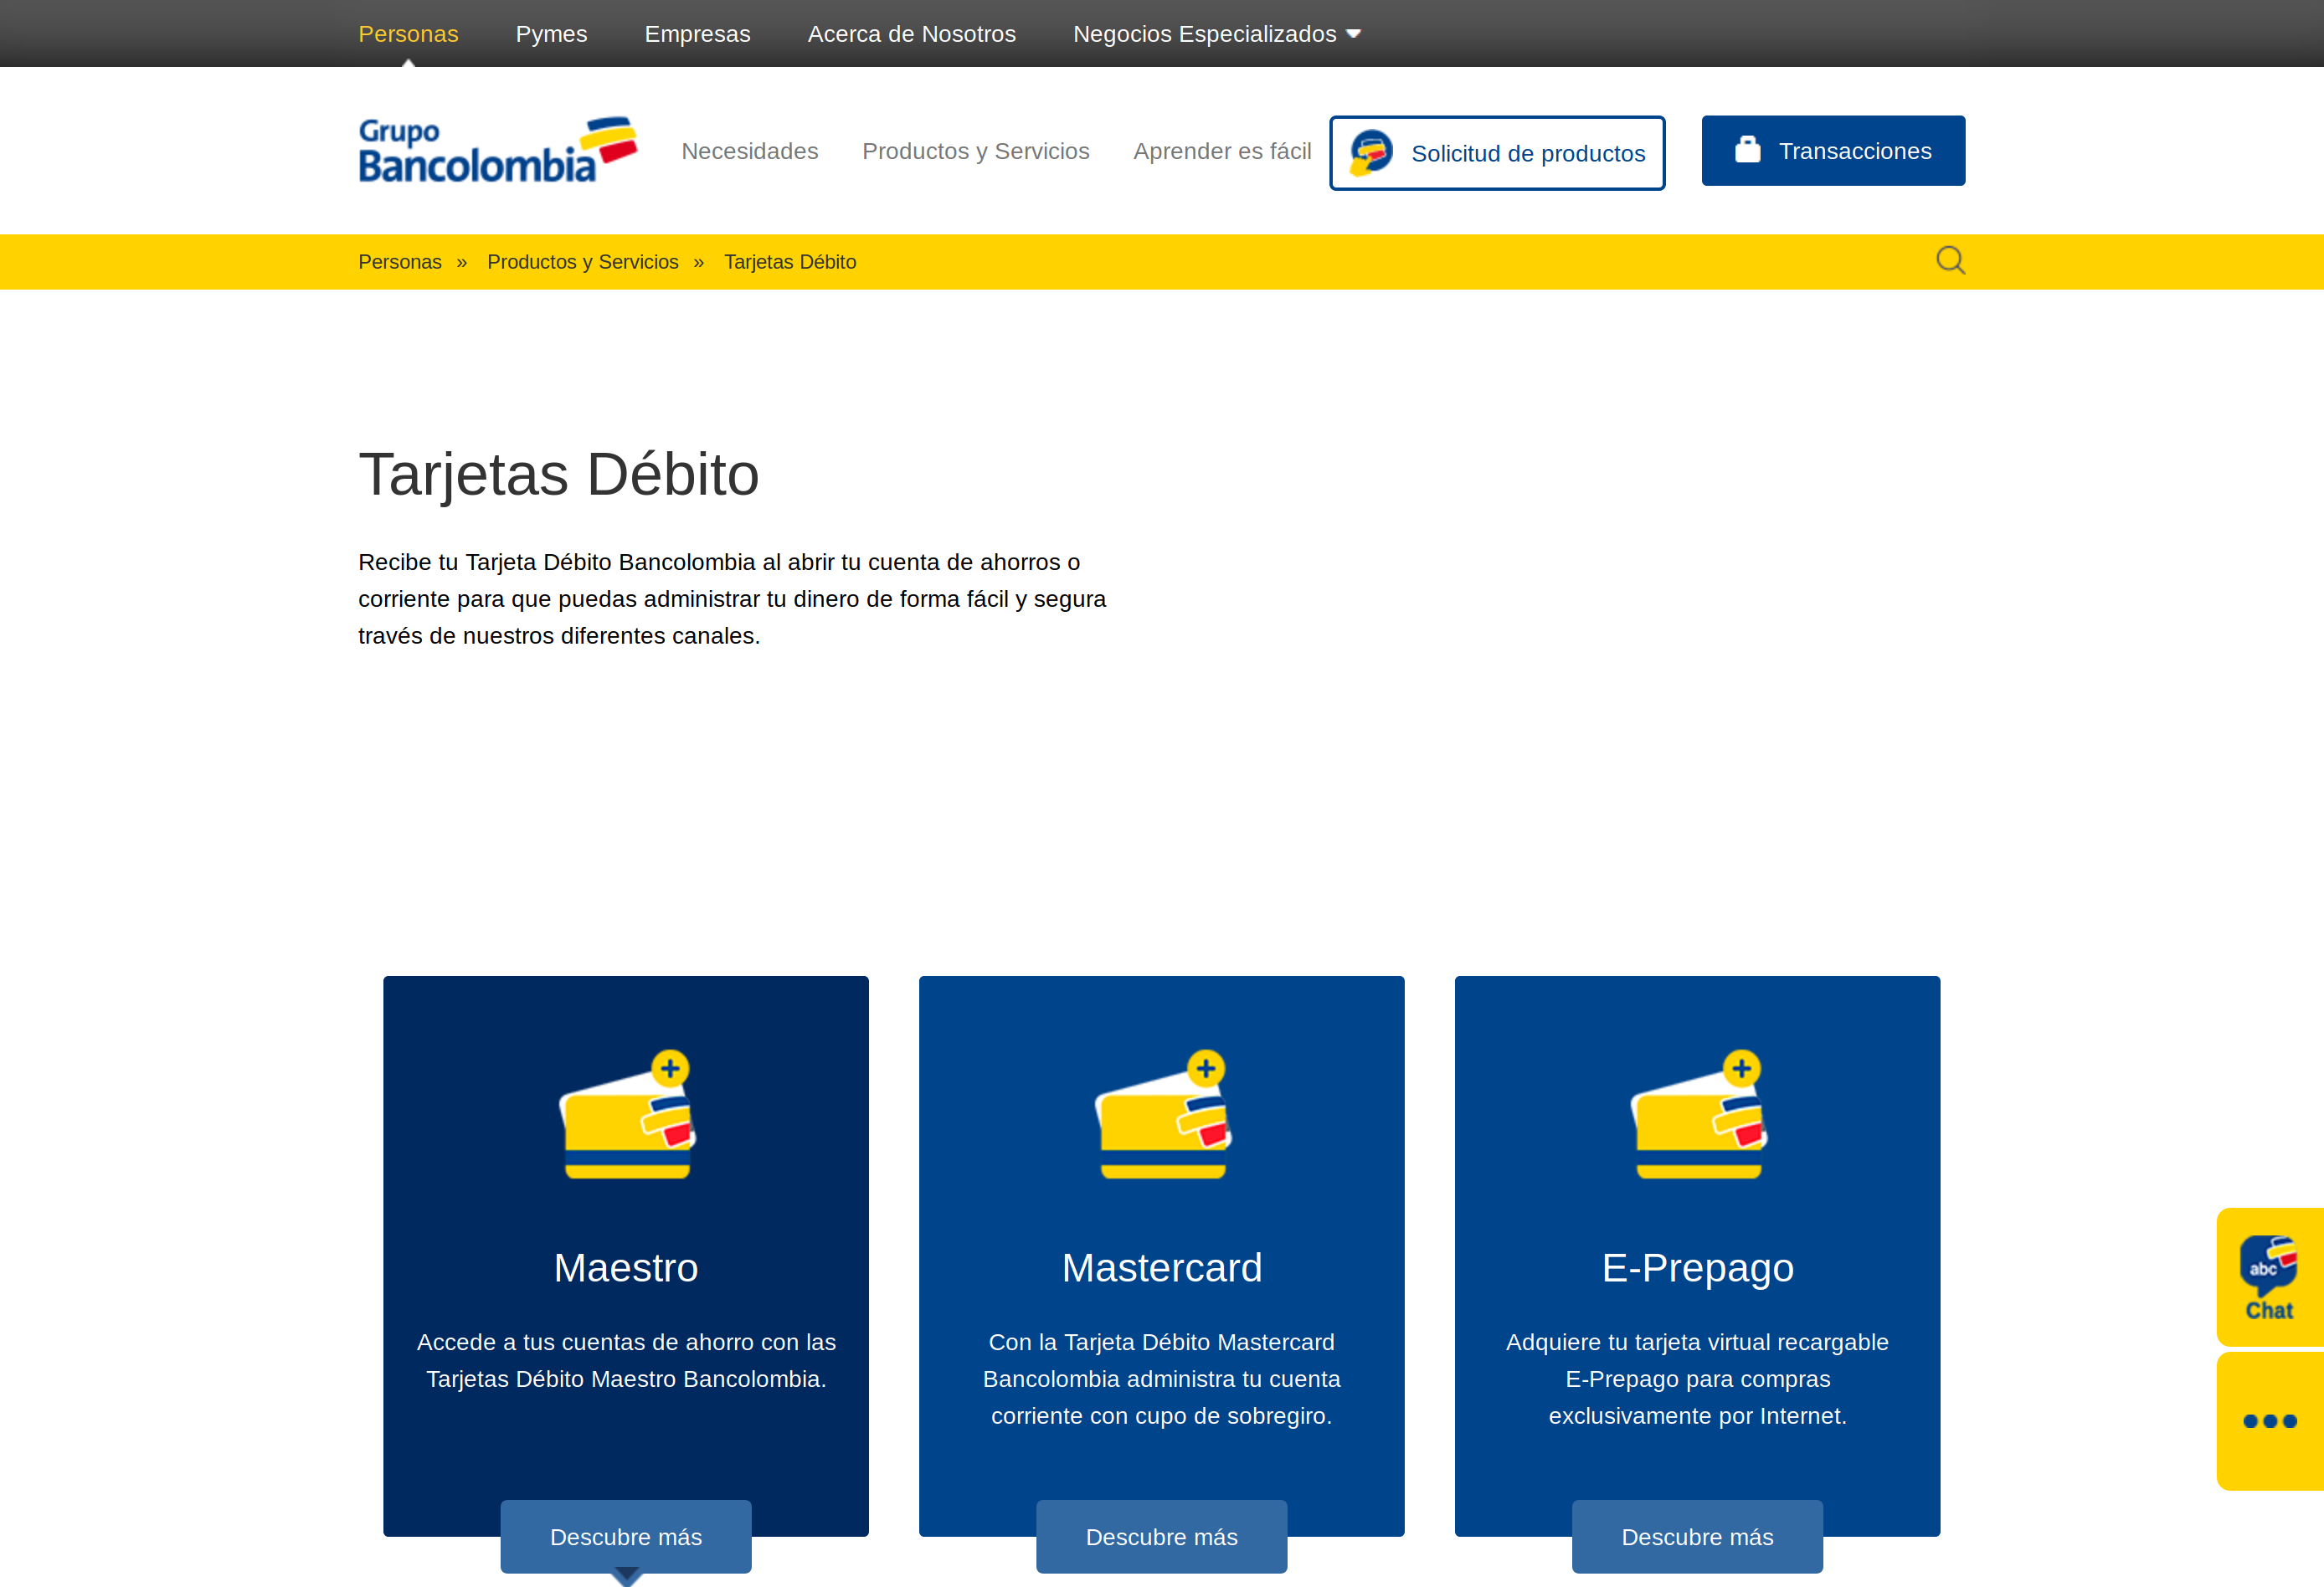 Personas
Pymes
Empresas
Acerca de Nosotros
Negocios Especializados
Grupo
Bancolombia
Necesidades
Productos y Servicios
Aprender es fácil
Solicitud de productos
Transacciones
Personas » Productos y Servicios » Tarjetas Débito
Tarjetas Débito
Recibe tu Tarjeta Débito Bancolombia al abrir tu cuenta de ahorros o
corriente para que puedas administrar tu dinero de forma fácil y segura
través de nuestros diferentes canales.
Maestro
Accede a tus cuentas de ahorro con las
Tarjetas Débito Maestro Bancolombia.
Descubre más
Mastercard
Con la Tarjeta Débito Mastercard
Bancolombia administra tu cuenta
corriente con cupo de sobregiro.
Descubre más
E-Prepago
Adquiere tu tarjeta virtual recargable
E-Prepago para compras
exclusivamente por Internet.
Descubre más
abc
Chat